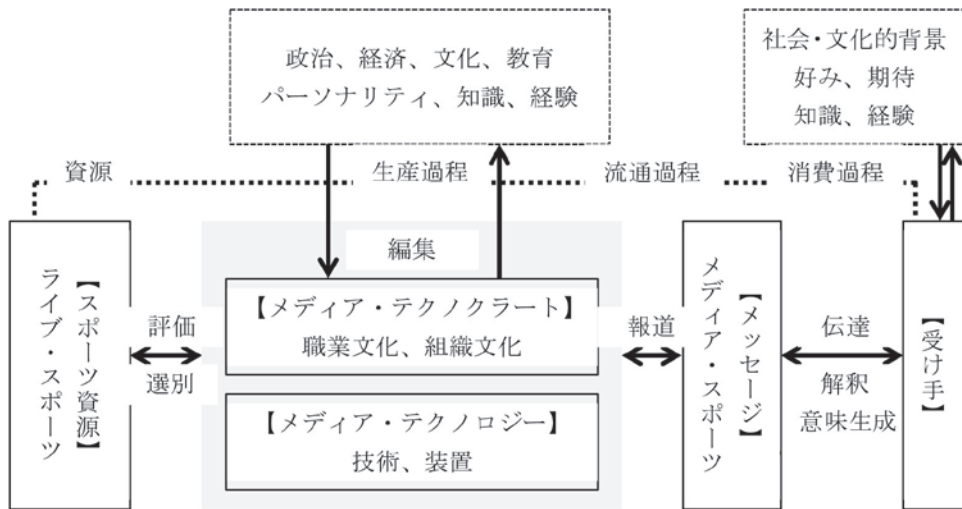 政治、経済、文化、教育
パーソナリティ、知識、経験
社会・文化的背景
好み、期待
知識、経験
資源
生産過程
流通過程
消費過程
【スポーツ資源】
ライブ・スポーツ
評価
選別
編集
【メディア・テクノクラート】
職業文化、組織文化
【メディア・テクノロジー】
技術、装置
報道
【メッセージ】
メディア・スポーツ
伝達
解釈
意味生成
【受け手】